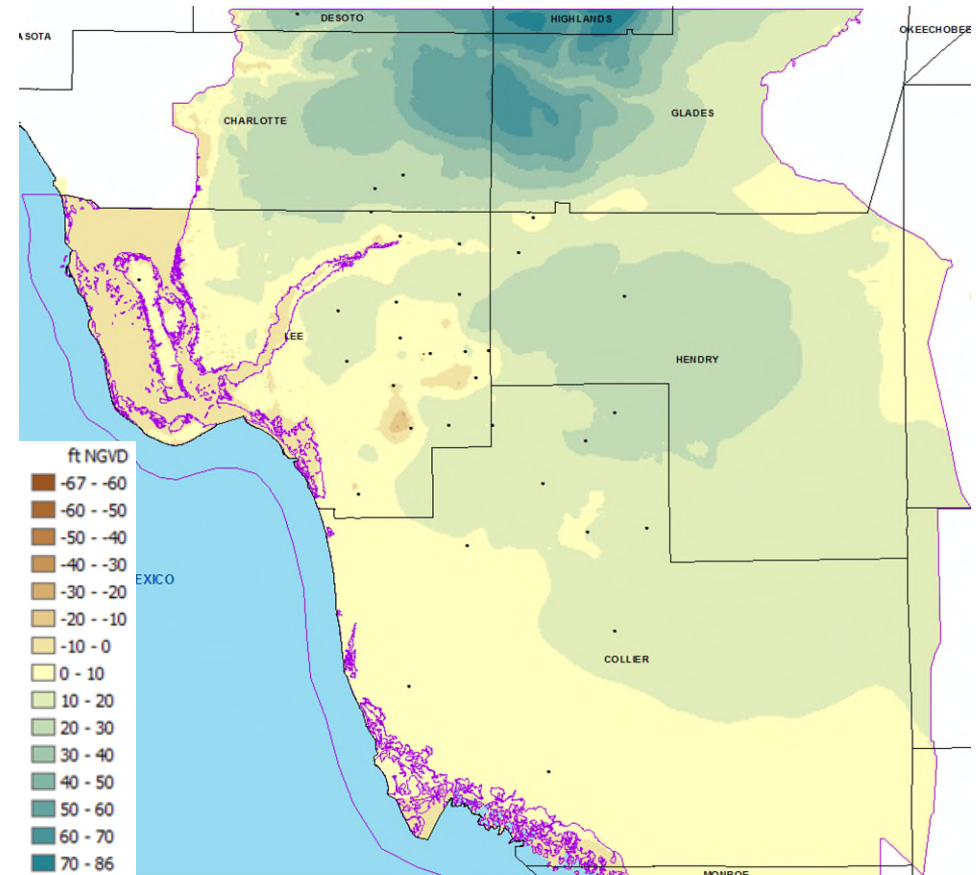 DESOTO
HIGHLANDS
OKEECHOBEE
ASOTA
CHARLOTTE
GLADES
LEE
HENDRY
ft NGVD
-67 - -60
-60 - -50
-50 - -40
-40 - -30
-30 - -20
-20 - -10
-10 - 0
0 - 10
10 - 20
20 - 30
30 - 40
40 - 50
50 - 60
60 - 70
70 - 86
EXICO
COLLIER
MONROE